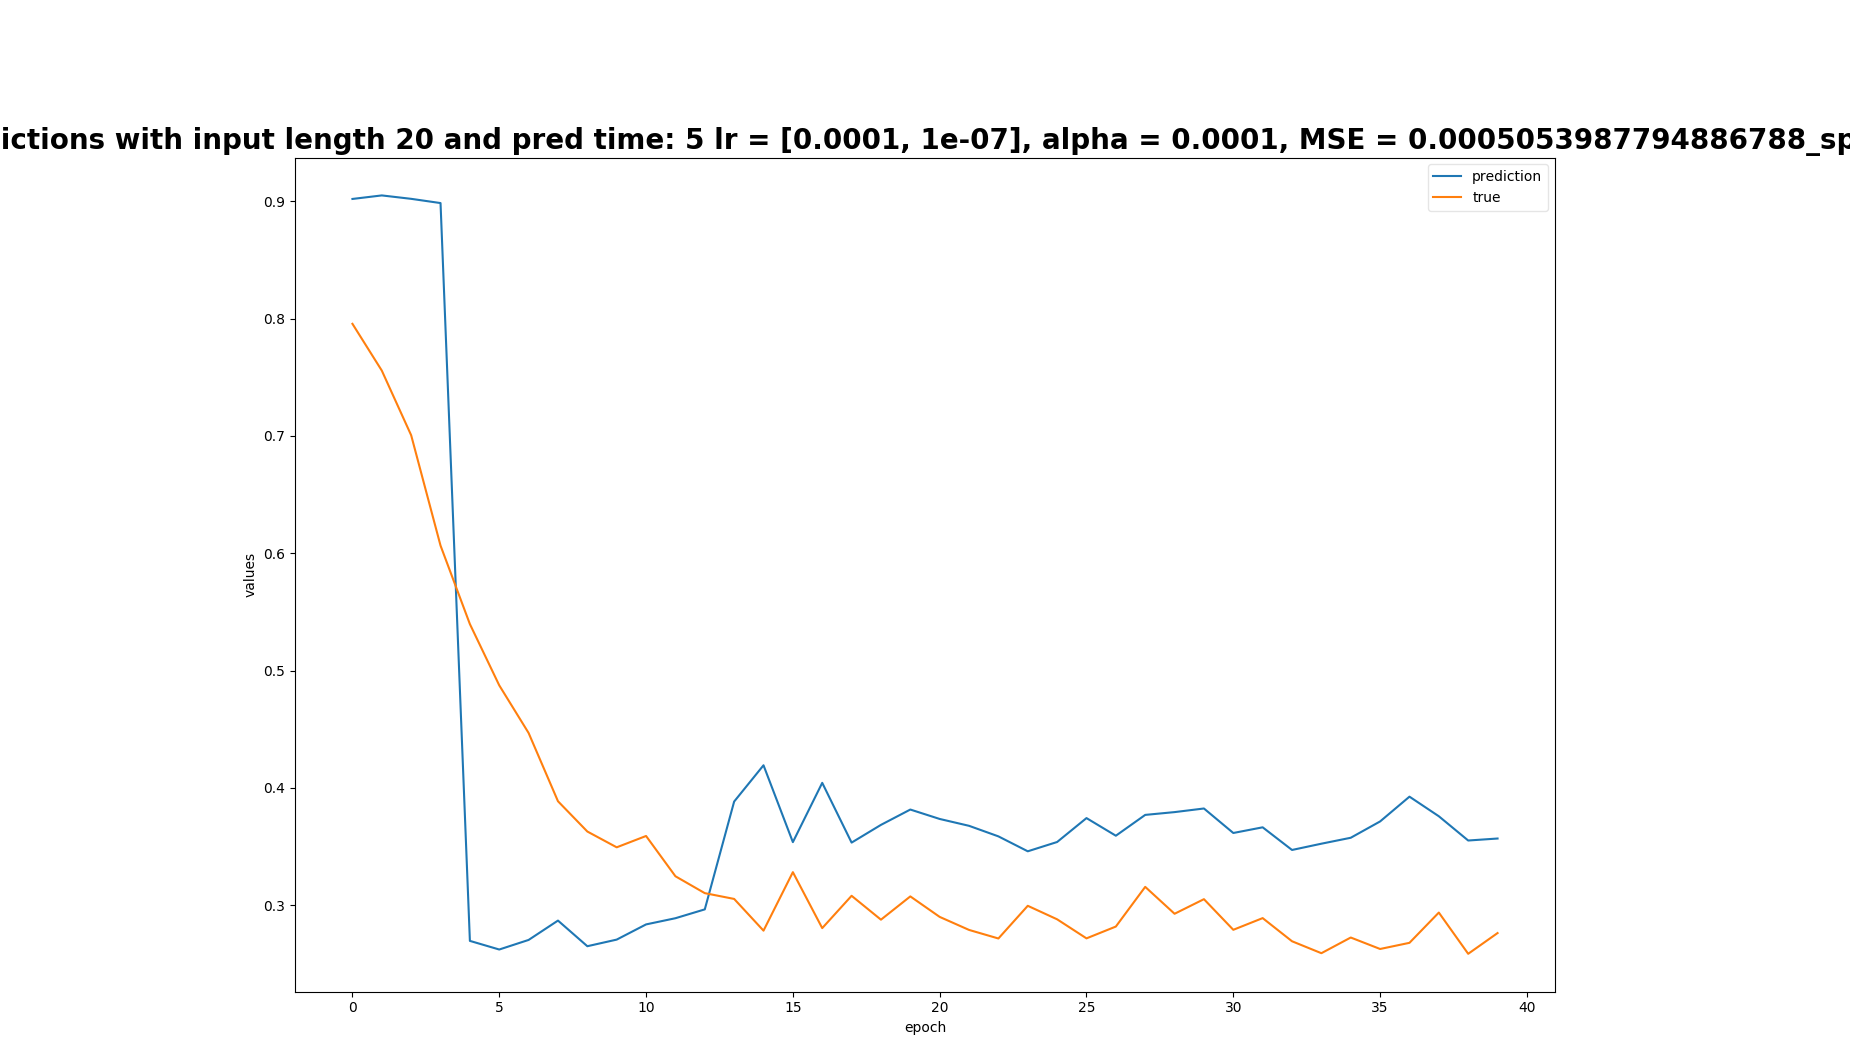 ictions with input length 20 and pred time: 5 lr = [0.0001, 1e-07], alpha = 0.0001, MSE = 0.0005053987794886788_sp
prediction
true
0.9
0.8
0.7
0.6
0.5
0.4
0.3
values
0 5 10 15 20 25 30 35 40
epoch